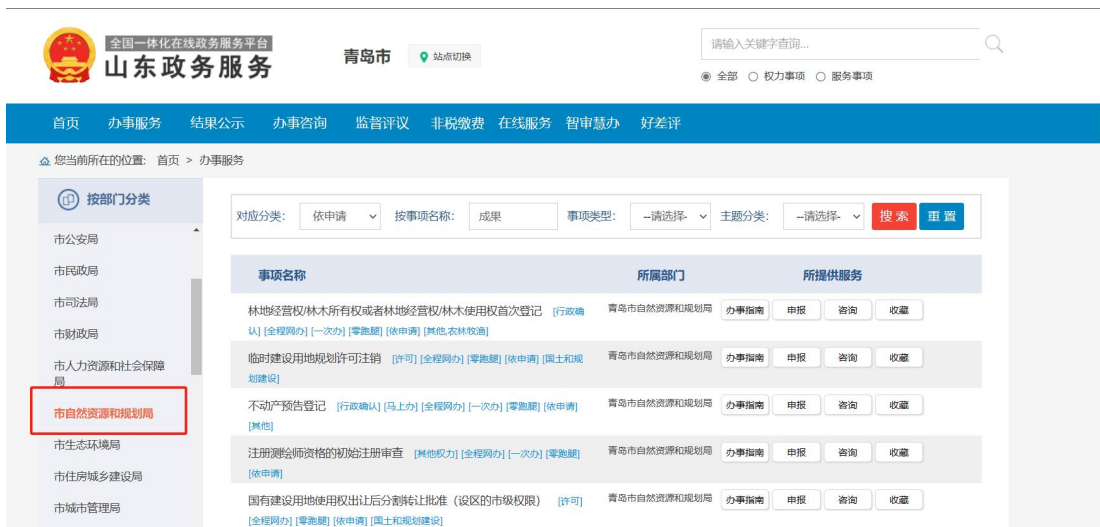 全国一体化在线政务服务平台
山东政务服务
青岛市
站点切换
请输入关键字查询...
全部 权力事项 服务事项
首页 办事服务 结果公示 办事咨询 监督评议 非税缴费 在线服务 智审慧办 好差评
您当前所在的位置: 首页 > 办事服务
按部门分类
市公安局
市民政局
市司法局
市财政局
市人力资源和社会保障
局
市自然资源和规划局
市生态环境局
市住房城乡建设局
市城市管理局
对应分类: 依申请 按事项名称: 成果 事项类型: --请选择- 主题分类: --请选择- 搜索 重置
事项名称 所属部门 所提供服务
林地经营权/林木所有权或者林地经营权/林木使用权首次登记 [行政确 青岛市自然资源和规划局 办事指南 申报 咨询 收藏
认] [全程网办] [一次办] [零跑腿] [依申请] [其他,农林牧渔]
临时建设用地规划许可注销 [许可] [全程网办] [零跑腿] [依申请] [国土和规 青岛市自然资源和规划局 办事指南 申报 咨询 收藏
划建设]
不动产预告登记 [行政确认] [马上办] [全程网办] [一次办] [零跑腿] [依申请] 青岛市自然资源和规划局 办事指南 申报 咨询 收藏
[其他]
注册测绘师资格的初始注册审查 [其他权力] [全程网办] [一次办] [零跑腿] 青岛市自然资源和规划局 办事指南 申报 咨询 收藏
[依申请]
国有建设用地使用权出让后分割转让批准（设区的市级权限） [许可] 青岛市自然资源和规划局 办事指南 申报 咨询 收藏
[全程网办] [零跑腿] [依申请] [国土和规划建设]